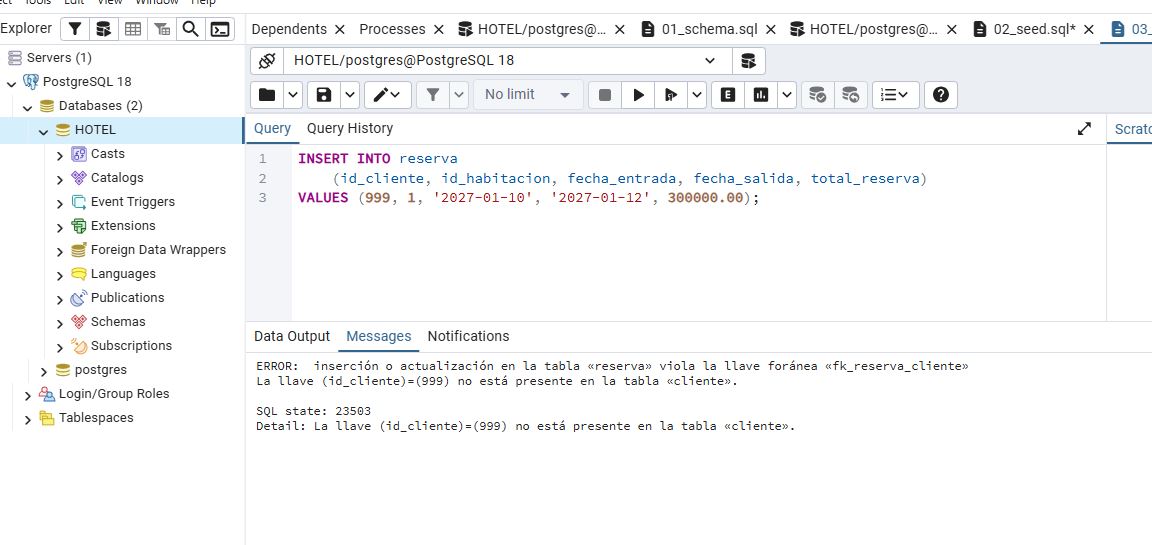 Tools Edit View Window Help
Explorer
Dependents × Processes × HOTEL/postgres@... × 01_schema.sql × HOTEL/postgres@... × 02_seed.sql* × 03_
Servers (1)
PostgreSQL 18
Databases (2)
HOTEL
Casts
Catalogs
Event Triggers
Extensions
Foreign Data Wrappers
Languages
Publications
Schemas
Subscriptions
postgres
Login/Group Roles
Tablespaces
HOTEL/postgres@PostgreSQL 18
No limit
E
Query Query History
Scratc
1 INSERT INTO reserva
2 (id_cliente, id_habitacion, fecha_entrada, fecha_salida, total_reserva)
3 VALUES (999, 1, '2027-01-10', '2027-01-12', 300000.00);
Data Output Messages Notifications
ERROR: inserción o actualización en la tabla «reserva» viola la llave foránea «fk_reserva_cliente»
La llave (id_cliente)=(999) no está presente en la tabla «cliente».
SQL state: 23503
Detail: La llave (id_cliente)=(999) no está presente en la tabla «cliente».